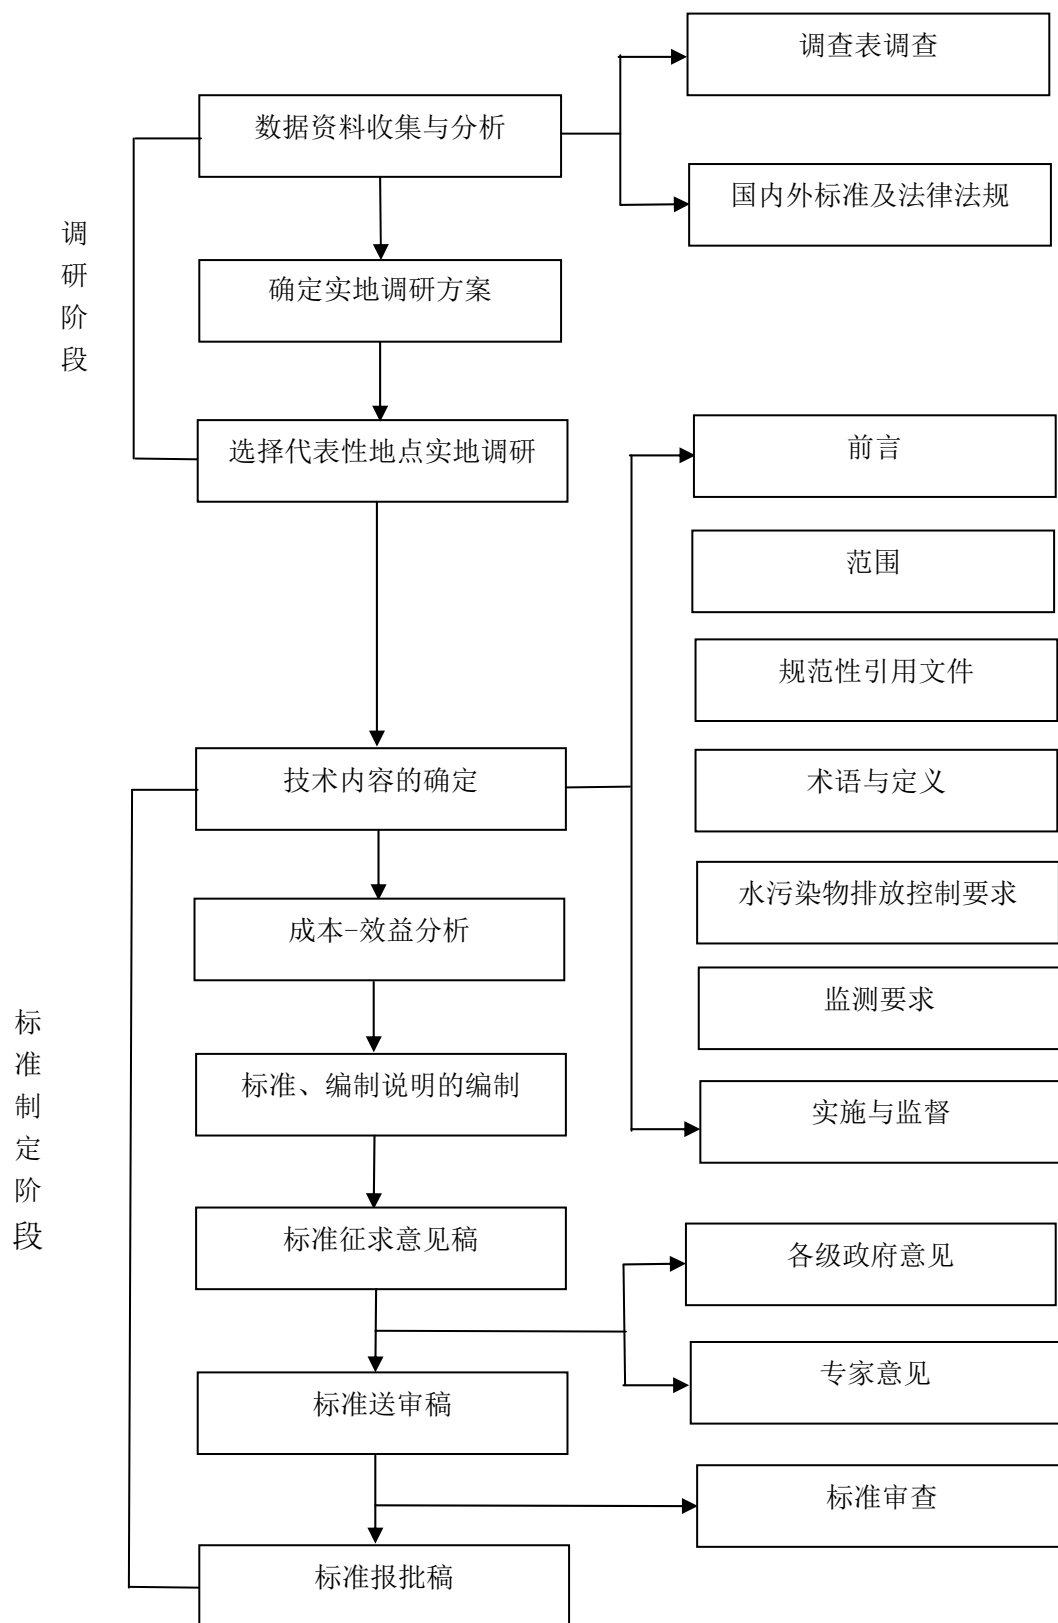 调查表调查
数据资料收集与分析
国内外标准及法律法规
调研阶段
确定实地调研方案
选择代表性地点实地调研
前言
范围
规范性引用文件
技术内容的确定
术语与定义
水污染物排放控制要求
成本-效益分析
监测要求
标准制定阶段
标准、编制说明的编制
实施与监督
标准征求意见稿
各级政府意见
专家意见
标准送审稿
标准审查
标准报批稿